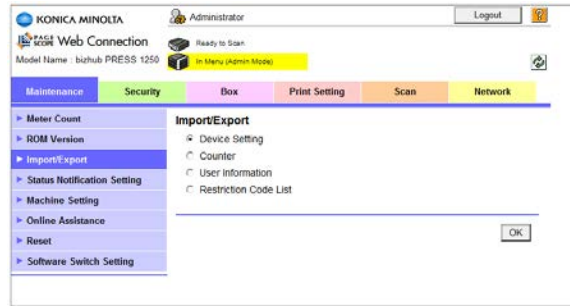 KONICA MINOLTA
Administrator
Logout
?
PAGE SCOPE Web Connection
Ready to Scan
Model Name : bizhub PRESS 1250
In Menu (Admin Mode)
Maintenance Security Box Print Setting Scan Network
Meter Count
ROM Version
Import/Export
Status Notification Setting
Machine Setting
Online Assistance
Reset
Software Switch Setting
Import/Export
Device Setting
Counter
User Information
Restriction Code List
OK